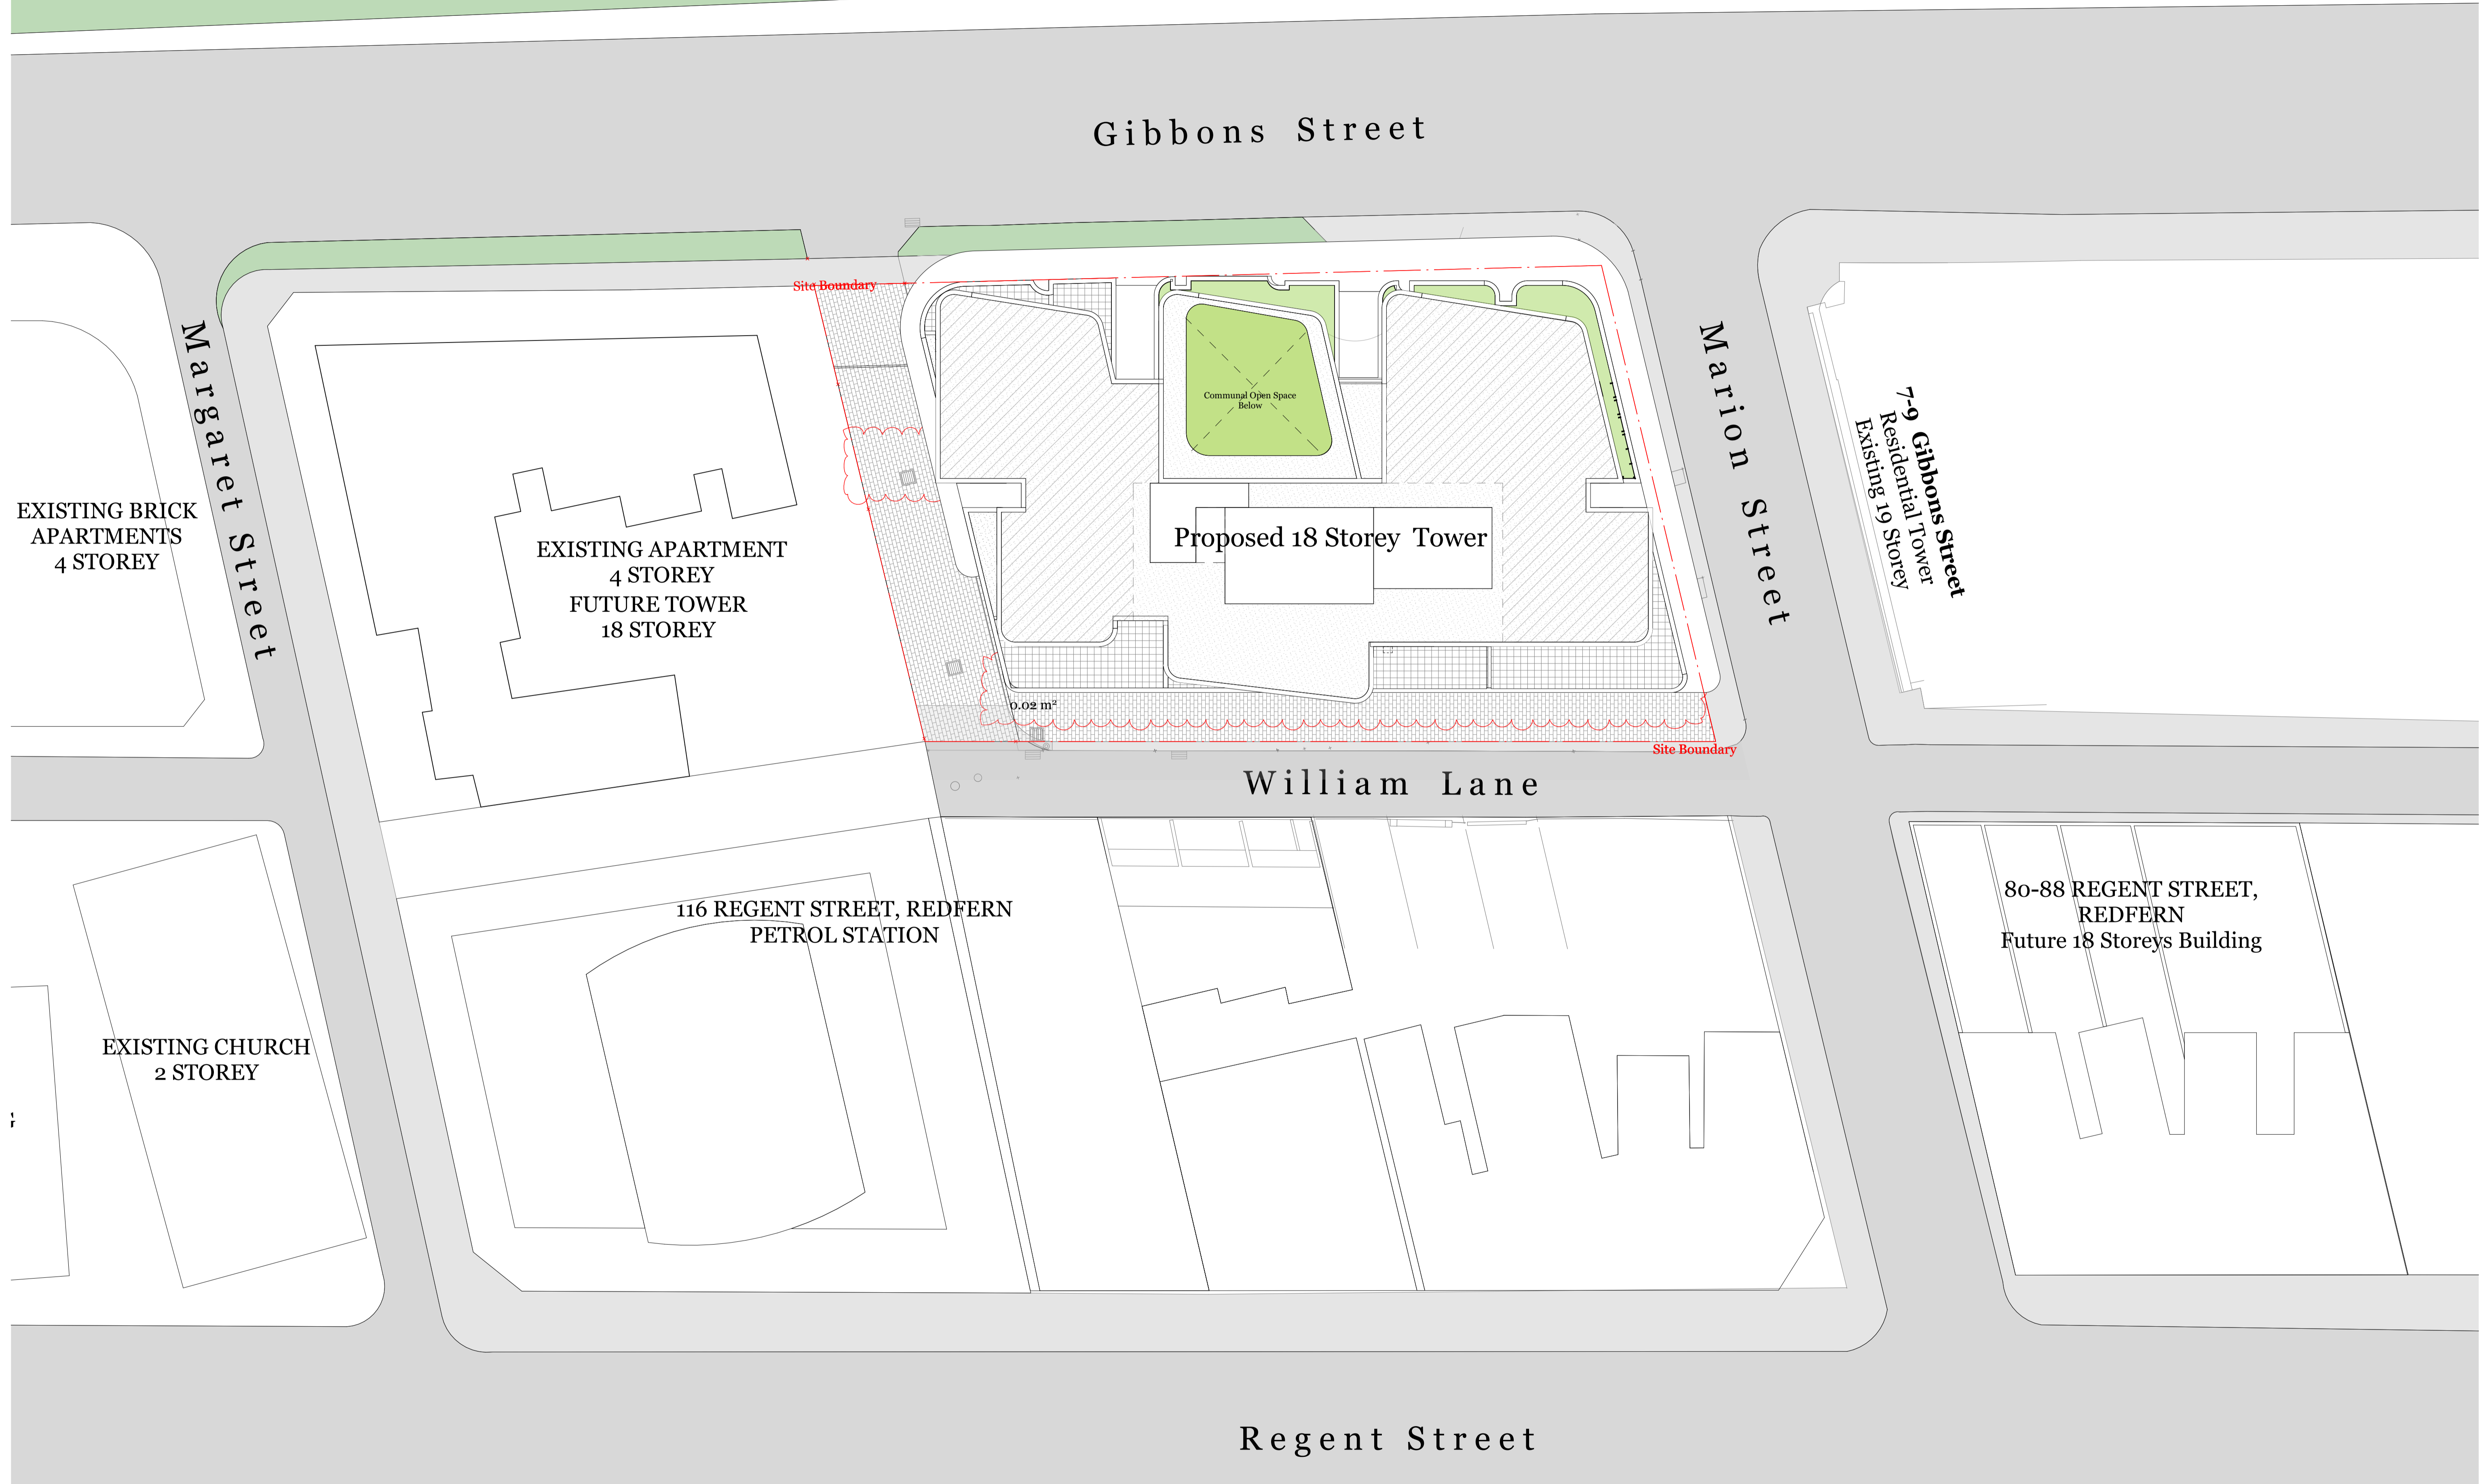 Gibbons Street
Site Boundary
Margaret Street
Marion Street
7-9 Gibbons Street
Residential Tower
Existing 19 Storey
Communal Open Space
Below
EXISTING BRICK
APARTMENTS
4 STOREY
EXISTING APARTMENT
4 STOREY
FUTURE TOWER
18 STOREY
Proposed 18 Storey Tower
0.02 m²
Site Boundary
William Lane
116 REGENT STREET, REDFERN
PETROL STATION
80-88 REGENT STREET,
REDFERN
Future 18 Storeys Building
EXISTING CHURCH
2 STOREY
Regent Street